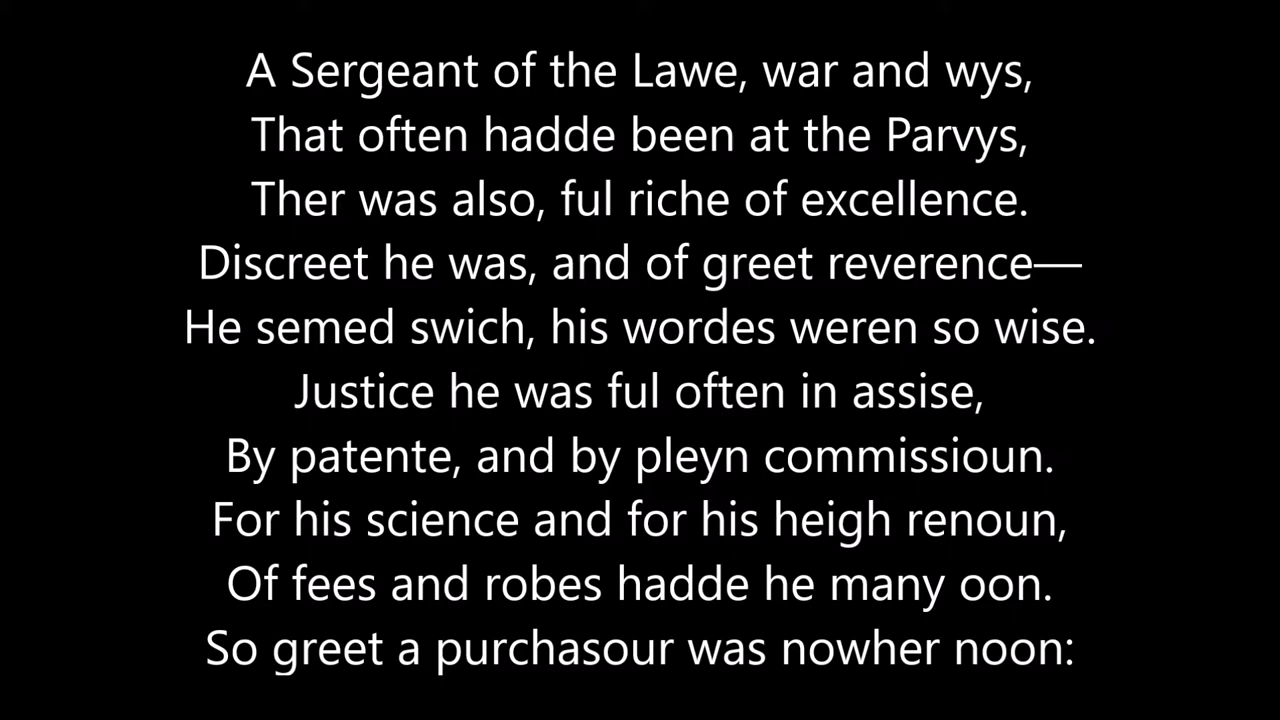 A Sergeant of the Lawe, war and wys,
That often hadde been at the Parvys,
Ther was also, ful riche of excellence.
Discreet he was, and of greet reverence—
He semed swich, his wordes weren so wise.
Justice he was ful often in assise,
By patente, and by pleyn commissioun.
For his science and for his heigh renoun,
Of fees and robes hadde he many oon.
So greet a purchasour was nowher noon: